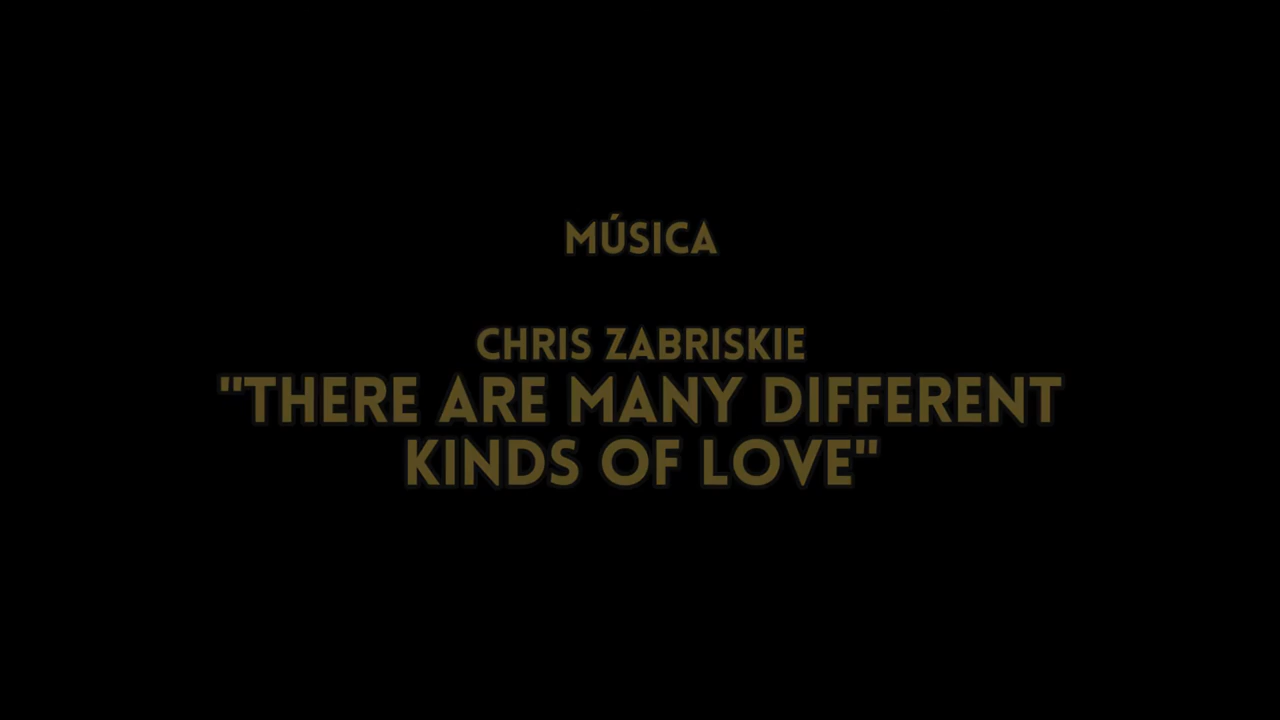 MÚSICA
CHRIS ZABRISKIE
"THERE ARE MANY DIFFERENT
KINDS OF LOVE"